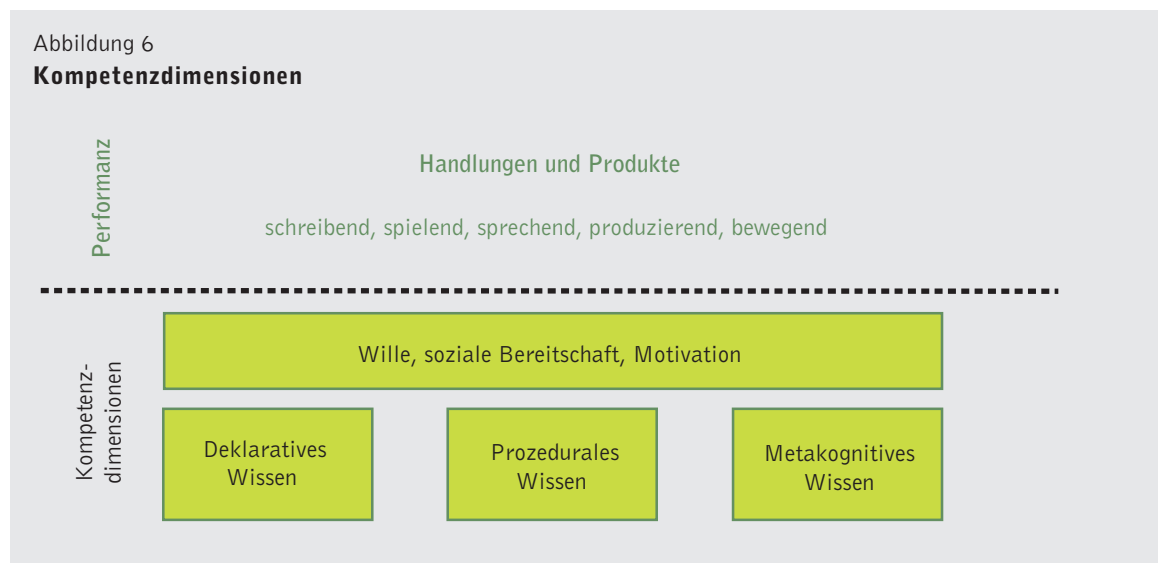 Abbildung 6
Kompetenzdimensionen
Performanz
Handlungen und Produkte
schreibend, spielend, sprechend, produzierend, bewegend
Kompetenz-
dimensionen
Wille, soziale Bereitschaft, Motivation
Deklaratives
Wissen
Prozedurales
Wissen
Metakognitives
Wissen